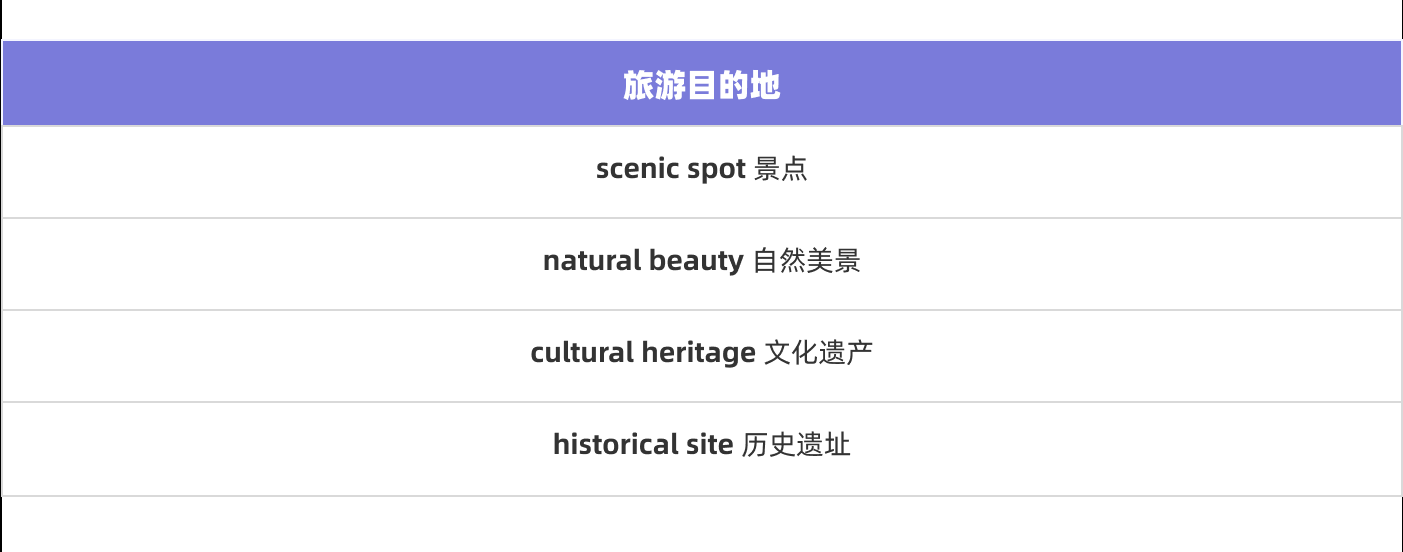 旅游目的地
scenic spot 景点
natural beauty 自然美景
cultural heritage 文化遗产
historical site 历史遗址